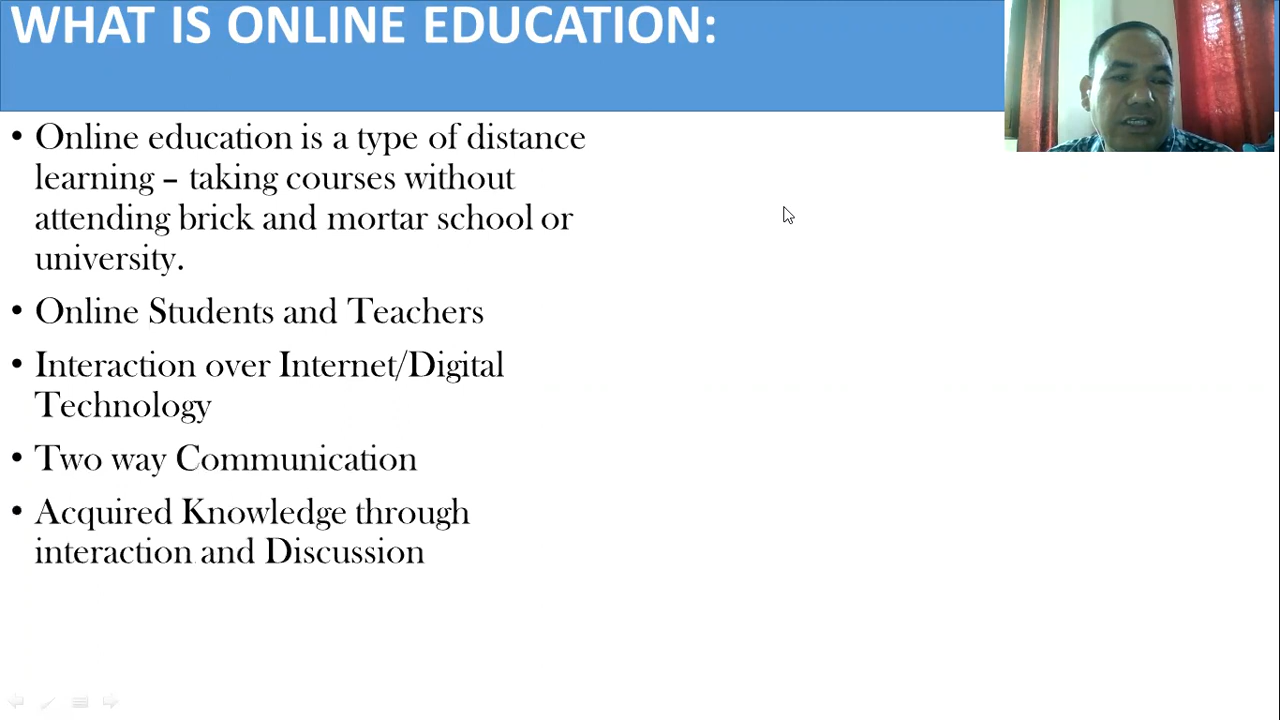 WHAT IS ONLINE EDUCATION:
• Online education is a type of distance
learning – taking courses without
attending brick and mortar school or
university.
• Online Students and Teachers
• Interaction over Internet/Digital
Technology
• Two way Communication
• Acquired Knowledge through
interaction and Discussion